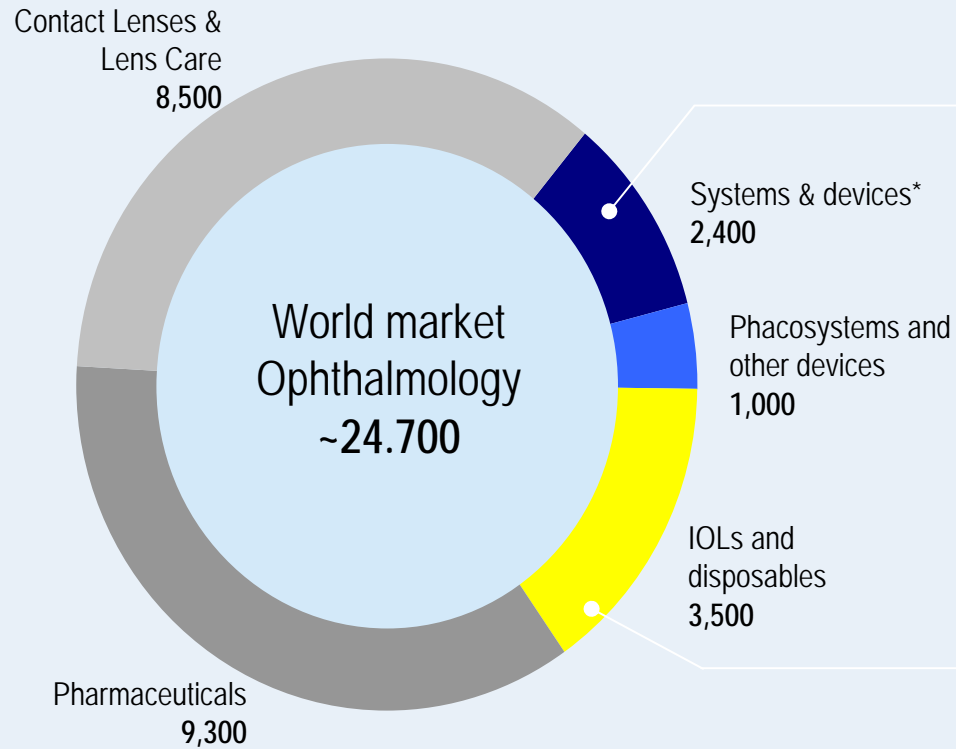 Contact Lenses &
Lens Care
8,500
Systems & devices*
2,400
World market
Ophthalmology
~24.700
Phacosystems and
other devices
1,000
IOLs and
disposables
3,500
Pharmaceuticals
9,300